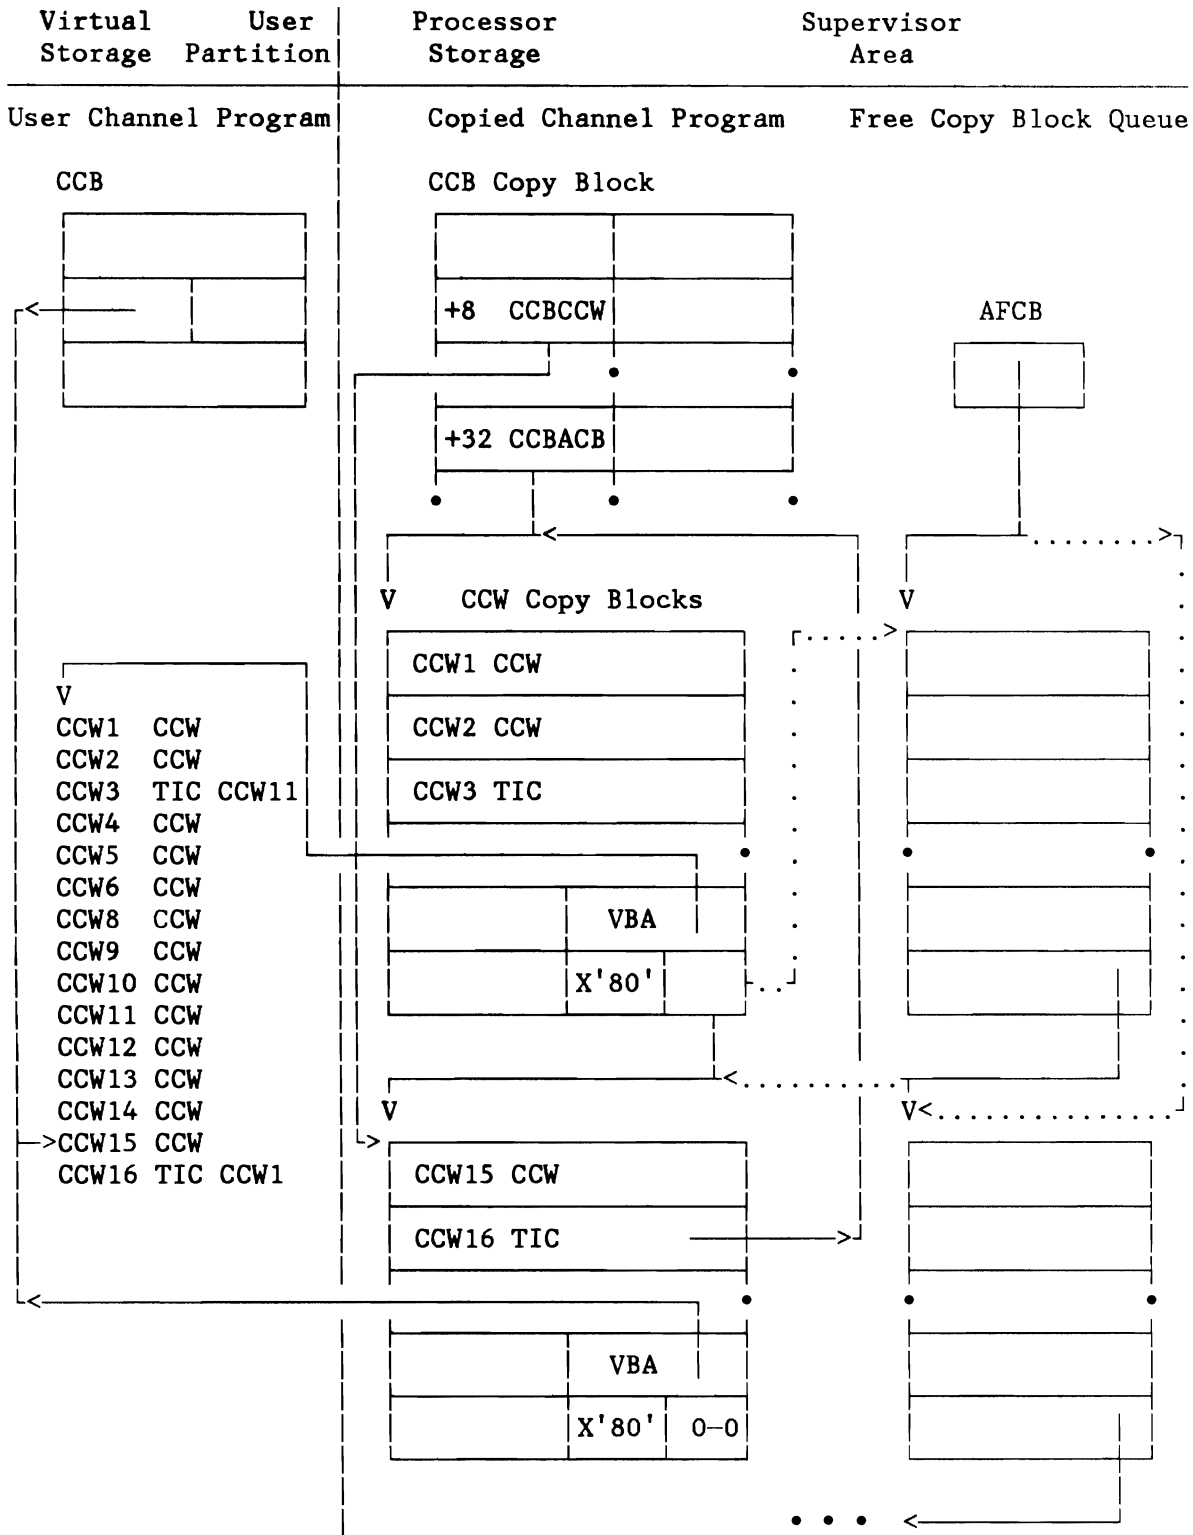 Virtual User Processor Supervisor
Storage Partition Storage Area
User Channel Program Copied Channel Program Free Copy Block Queue
CCB CCB Copy Block
+8 CCBCCW AFCB
+32 CCBACB
V CCW Copy Blocks V
CCW1 CCW
V
CCW1 CCW CCW2 CCW
CCW2 CCW
CCW3 TIC CCW11 CCW3 TIC
CCW4 CCW
CCW5 CCW
CCW6 CCW
CCW8 CCW VBA
CCW9 CCW
CCW10 CCW X'80'
CCW11 CCW
CCW12 CCW
CCW13 CCW
CCW14 CCW V V
CCW15 CCW
CCW16 TIC CCW1 CCW15 CCW
CCW16 TIC
VBA
X'80' 0-0